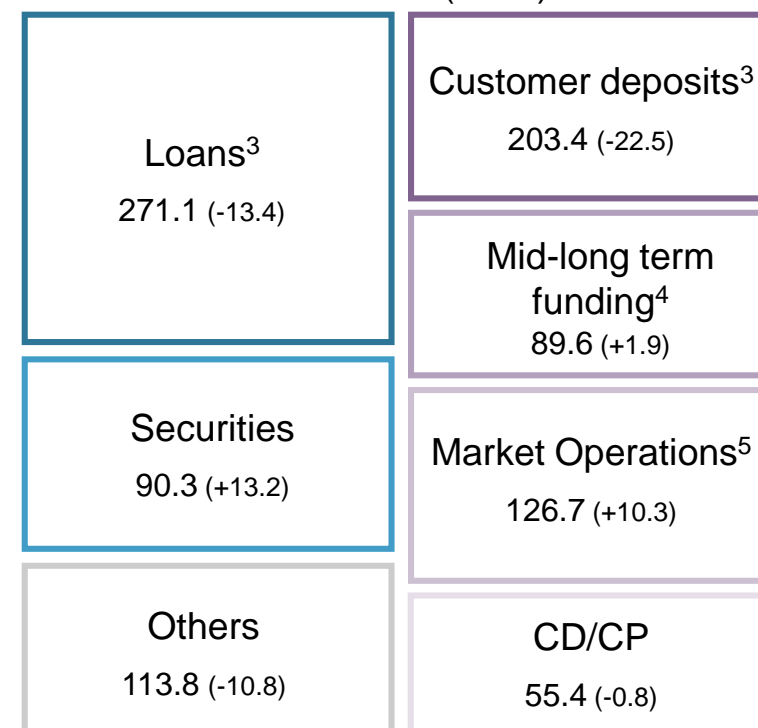 Loans³
271.1 (-13.4)
Securities
90.3 (+13.2)
Others
113.8 (-10.8)
Customer deposits³
203.4 (-22.5)
Mid-long term
funding⁴
89.6 (+1.9)
Market Operations⁵
126.7 (+10.3)
CD/CP
55.4 (-0.8)